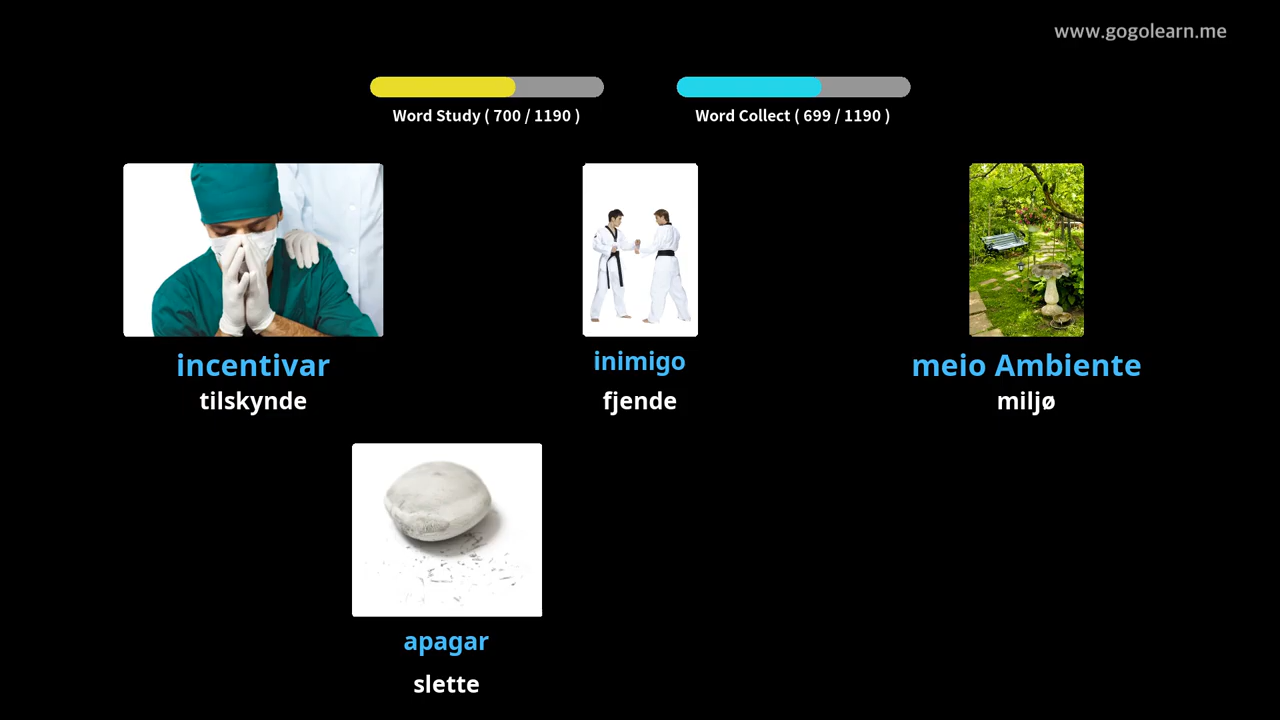 www.gogolearn.me
Word Study ( 700 / 1190 )
Word Collect ( 699 / 1190 )
incentivar
tilskynde
inimigo
fjende
meio Ambiente
miljø
apagar
slette